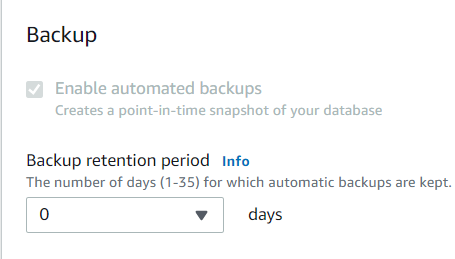 Backup
Enable automated backups
Creates a point-in-time snapshot of your database
Backup retention period Info
The number of days (1-35) for which automatic backups are kept.
0 days